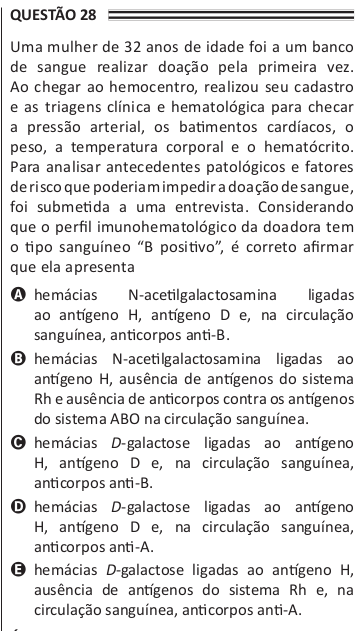 QUESTÃO 28
Uma mulher de 32 anos de idade foi a um banco
de sangue realizar doação pela primeira vez.
Ao chegar ao hemocentro, realizou seu cadastro
e as triagens clínica e hematológica para checar
a pressão arterial, os batimentos cardíacos, o
peso, a temperatura corporal e o hematócrito.
Para analisar antecedentes patológicos e fatores
de risco que poderiam impedir a doação de sangue,
foi submetida a uma entrevista. Considerando
que o perfil imunohematológico da doadora tem
o tipo sanguíneo “B positivo”, é correto afirmar
que ela apresenta
A hemácias N-acetilgalactosamina ligadas
ao antígeno H, antígeno D e, na circulação
sanguínea, anticorpos anti-B.
B hemácias N-acetilgalactosamina ligadas ao
antígeno H, ausência de antígenos do sistema
Rh e ausência de anticorpos contra os antígenos
do sistema ABO na circulação sanguínea.
C hemácias D-galactose ligadas ao antígeno
H, antígeno D e, na circulação sanguínea,
anticorpos anti-B.
D hemácias D-galactose ligadas ao antígeno
H, antígeno D e, na circulação sanguínea,
anticorpos anti-A.
E hemácias D-galactose ligadas ao antígeno H,
ausência de antígenos do sistema Rh e, na
circulação sanguínea, anticorpos anti-A.